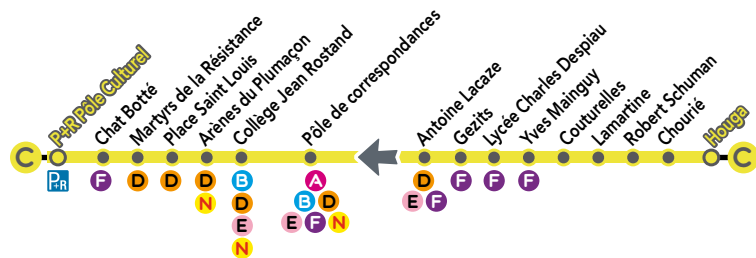 P+R Pôle Culturel
Chat Botté
Martyrs de la Résistance
Place Saint Louis
Arènes du Plumaçon
Collège Jean Rostand
Pôle de correspondances
Antoine Lacaze
Gezits
Lycée Charles Despiau
Yves Mainguy
Couturelles
Lamartine
Robert Schuman
Chourié
Houga
C
C
P+R
F
D
D
D
N
B
D
E
N
A
B D
E F N
D
E F
F
F
F